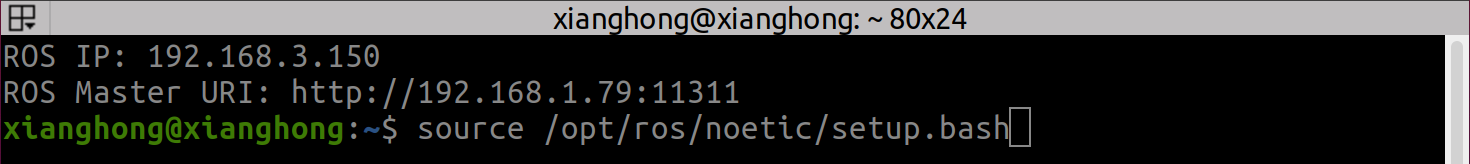 xianghong@xianghong: ~ 80x24
ROS IP: 192.168.3.150
ROS Master URI: http://192.168.1.79:11311
xianghong@xianghong:~$ source /opt/ros/noetic/setup.bash